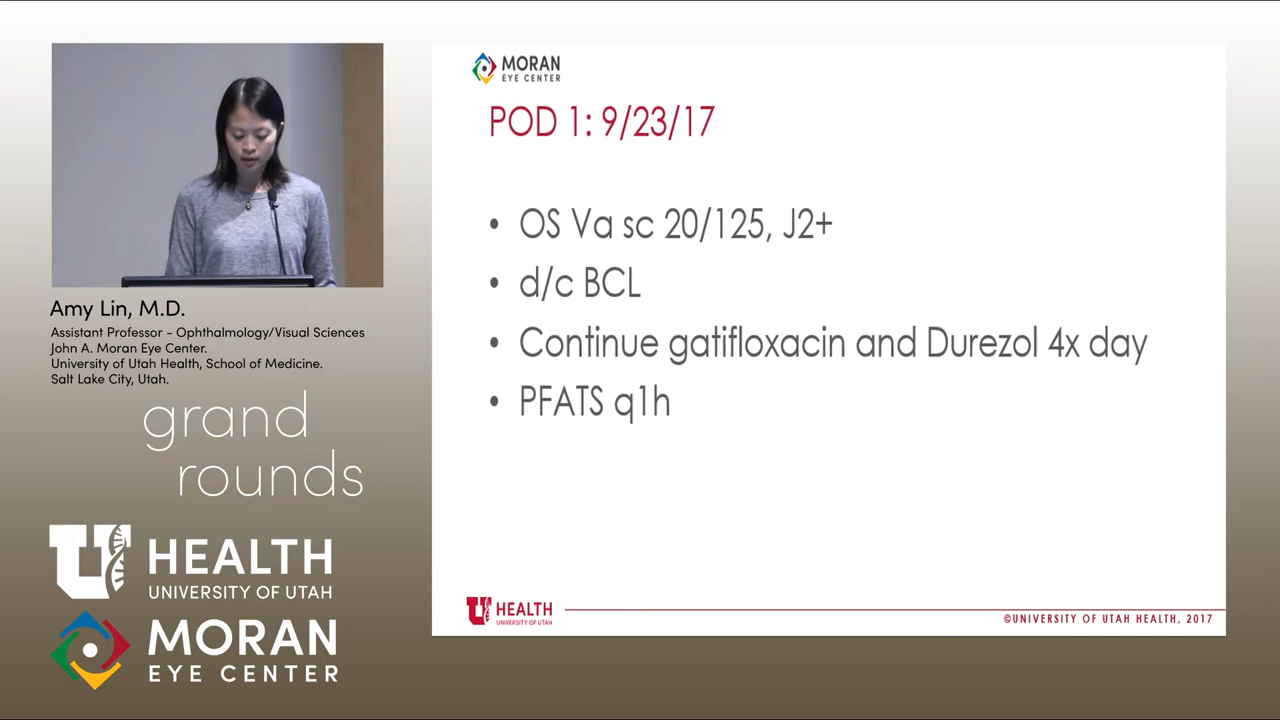 Amy Lin, M.D.
Assistant Professor - Ophthalmology/Visual Sciences
John A. Moran Eye Center.
University of Utah Health, School of Medicine.
Salt Lake City, Utah.
grand
rounds
U HEALTH
UNIVERSITY OF UTAH
MORAN
EYE CENTER
MORAN
EYE CENTER
POD 1: 9/23/17
• OS Va sc 20/125, J2+
• d/c BCL
• Continue gatifloxacin and Durezol 4x day
• PFATS q1h
U HEALTH
UNIVERSITY OF UTAH
©UNIVERSITY OF UTAH HEALTH, 2017